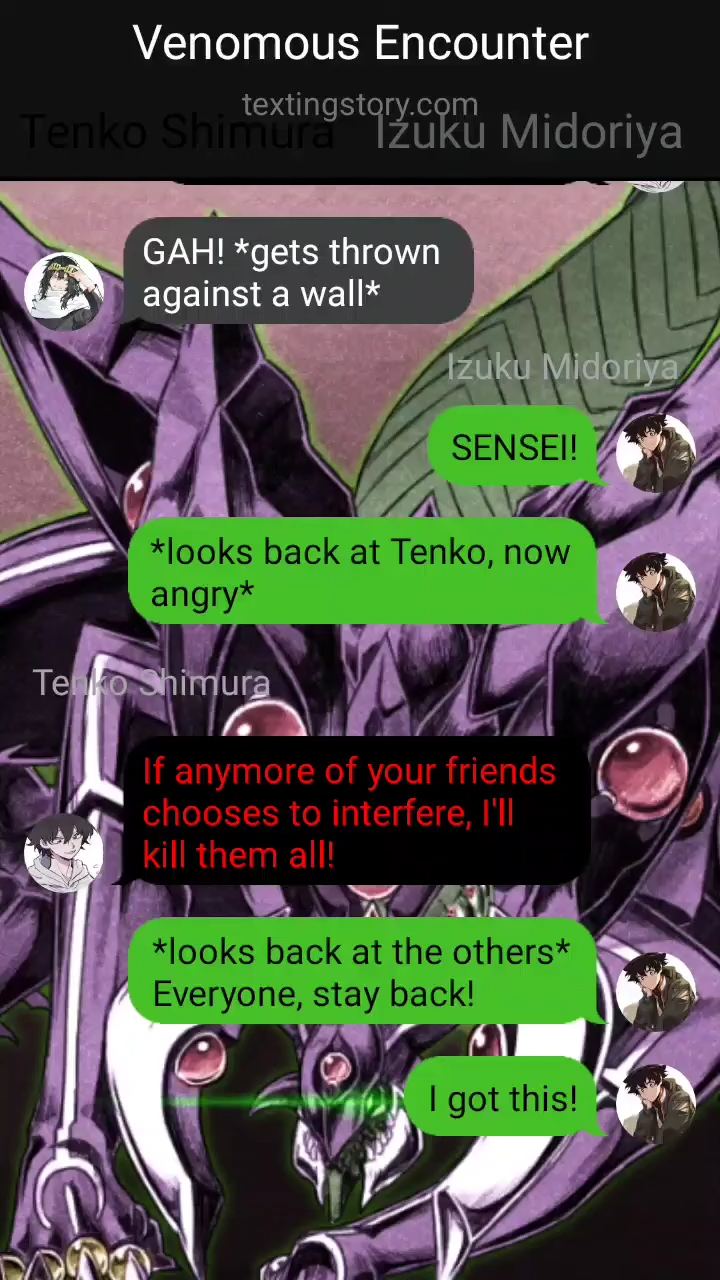 Venomous Encounter
textingstory.com
Tenko Shimura Izuku Midoriya
GAH! *gets thrown
against a wall*
Izuku Midoriya
SENSEI!
*looks back at Tenko, now
angry*
Tenko Shimura
If anymore of your friends
chooses to interfere, I'll
kill them all!
*looks back at the others*
Everyone, stay back!
I got this!